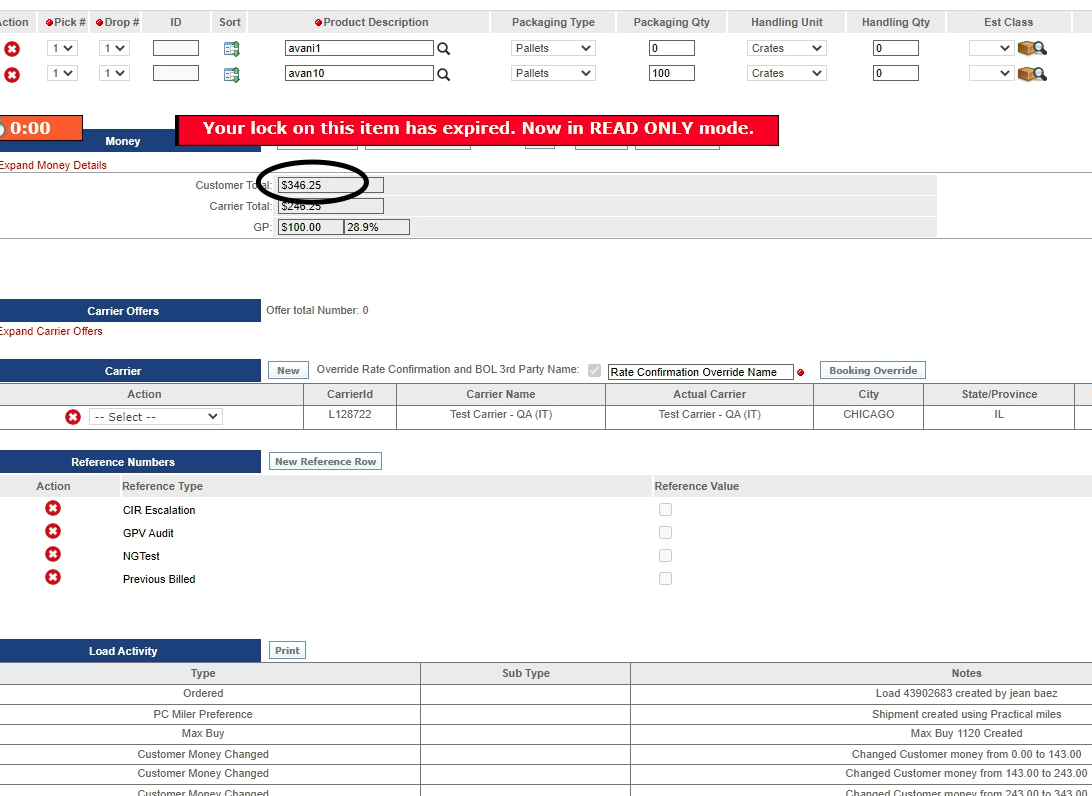 Action Pick # Drop # ID Sort Product Description Packaging Type Packaging Qty Handling Unit Handling Qty Est Class
1 1 avani1 Pallets 0 Crates 0
1 1 avan10 Pallets 100 Crates 0
0:00 Your lock on this item has expired. Now in READ ONLY mode.
Money
Expand Money Details
Customer Total: $346.25
Carrier Total: $246.25
GP: $100.00 28.9%
Carrier Offers Offer total Number: 0
Expand Carrier Offers
Carrier New Override Rate Confirmation and BOL 3rd Party Name: Rate Confirmation Override Name Booking Override
Action CarrierId Carrier Name Actual Carrier City State/Province
-- Select -- L128722 Test Carrier - QA (IT) Test Carrier - QA (IT) CHICAGO IL
Reference Numbers New Reference Row
Action Reference Type Reference Value
CIR Escalation
GPV Audit
NGTest
Previous Billed
Load Activity Print
Type Sub Type Notes
Ordered Load 43902683 created by jean baez
PC Miler Preference Shipment created using Practical miles
Max Buy Max Buy 1120 Created
Customer Money Changed Changed Customer money from 0.00 to 143.00
Customer Money Changed Changed Customer money from 143.00 to 243.00
Customer Money Changed Changed Customer money from 243.00 to 343.00